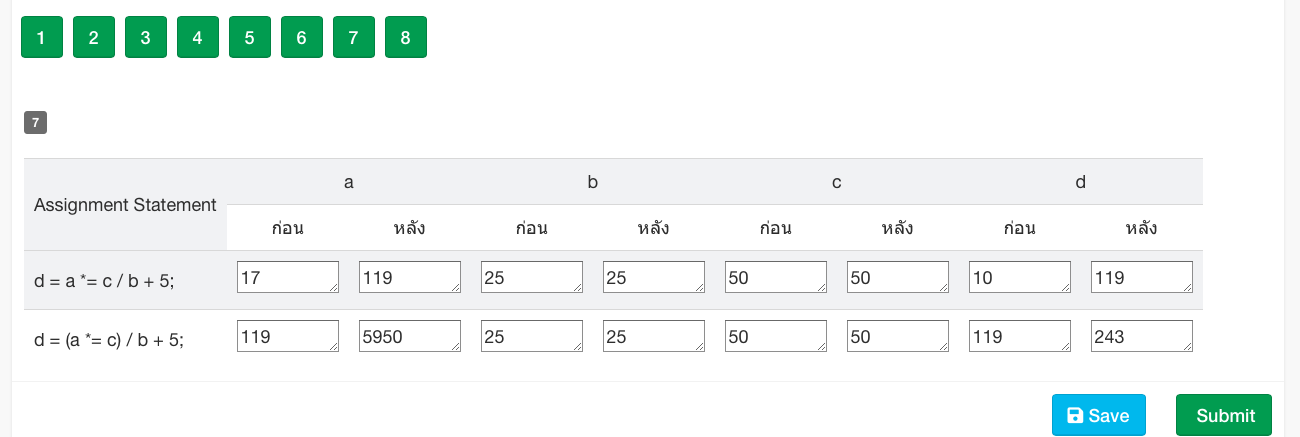 1 2 3 4 5 6 7 8
7
Assignment Statement a b c d
ก่อน หลัง ก่อน หลัง ก่อน หลัง ก่อน หลัง
d = a *= c / b + 5; 17 119 25 25 50 50 10 119
d = (a *= c) / b + 5; 119 5950 25 25 50 50 119 243
Save Submit